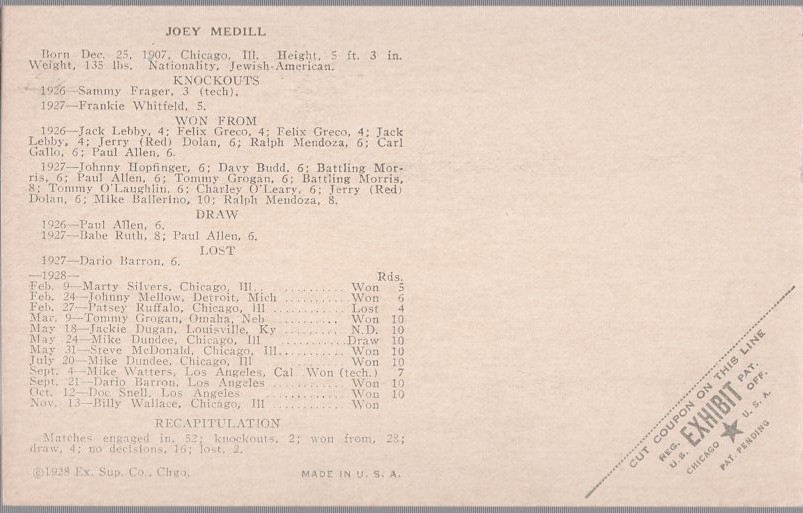 JOEY MEDILL
Born Dec. 25, 1907, Chicago, Ill. Height, 5 ft. 3 in.
Weight, 135 lbs. Nationality, Jewish-American.
KNOCKOUTS
1926—Sammy Frager, 3 (tech).
1927—Frankie Whitfeld, 5.
WON FROM
1926—Jack Lebby, 4; Felix Greco, 4; Felix Greco, 4; Jack
Lebby, 4; Jerry (Red) Dolan, 6; Ralph Mendoza, 6; Carl
Gallo, 6; Paul Allen, 6.
1927—Johnny Hopfinger, 6; Davy Budd, 6; Battling Mor-
ris, 6; Paul Allen, 6; Tommy Grogan, 6; Battling Morris,
8; Tommy O'Laughlin, 6; Charley O'Leary, 6; Jerry (Red)
Dolan, 6; Mike Ballerino, 10; Ralph Mendoza, 8.
DRAW
1926—Paul Allen, 6.
1927—Babe Ruth, 8; Paul Allen, 6.
LOST
1927—Dario Barron, 6.
—1928— Rds.
Feb. 9—Marty Silvers, Chicago, Ill. ............ Won 5
Feb. 24—Johnny Mellow, Detroit, Mich .......... Won 6
Feb. 27—Patsey Ruffalo, Chicago, Ill ............ Lost 4
Mar. 9—Tommy Grogan, Omaha, Neb .......... Won 10
May 18—Jackie Dugan, Louisville, Ky .......... N.D. 10
May 24—Mike Dundee, Chicago, Ill ............ Draw 10
May 31—Steve McDonald, Chicago, Ill.......... Won 10
July 20—Mike Dundee, Chicago, Ill ............ Won 10
Sept. 4—Mike Watters, Los Angeles, Cal Won (tech.) 7
Sept. 21—Dario Barron, Los Angeles ............ Won 10
Oct. 12—Doc Snell, Los Angeles ............ Won 10
Nov. 13—Billy Wallace, Chicago, Ill ............ Won
RECAPITULATION
Matches engaged in, 52; knockouts, 2; won from, 28;
draw, 4; no decisions, 16; lost, 2.
©1928 Ex. Sup. Co., Chgo. MADE IN U. S. A.
CUT COUPON ON THIS LINE
REG. EXHIBIT PAT.
U.S. OFF.
CHICAGO ★ U. S. A.
PAT. PENDING